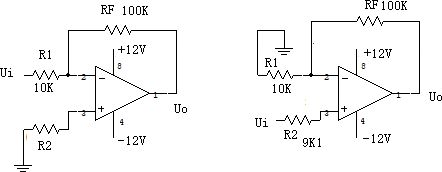 RF 100K
+12V
R1
8
Ui
2
-
10K
1
Uo
+
3
4
R2
-12V
RF 100K
R1
+12V
8
2
-
10K
1
Uo
Ui
3
+
4
R2
9K1
-12V